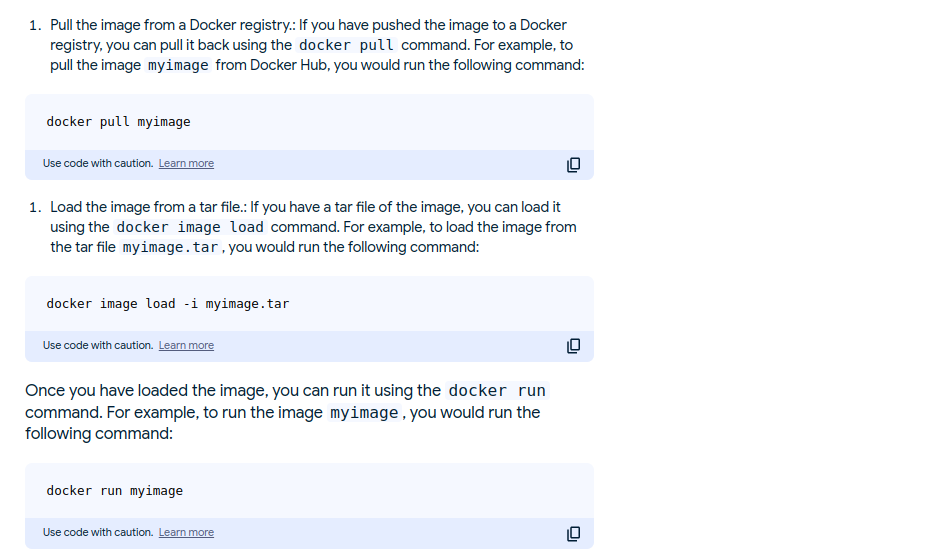 1. Pull the image from a Docker registry.: If you have pushed the image to a Docker
registry, you can pull it back using the docker pull command. For example, to
pull the image myimage from Docker Hub, you would run the following command:
docker pull myimage
Use code with caution. Learn more
1. Load the image from a tar file.: If you have a tar file of the image, you can load it
using the docker image load command. For example, to load the image from
the tar file myimage.tar, you would run the following command:
docker image load -i myimage.tar
Use code with caution. Learn more
Once you have loaded the image, you can run it using the docker run
command. For example, to run the image myimage, you would run the
following command:
docker run myimage
Use code with caution. Learn more